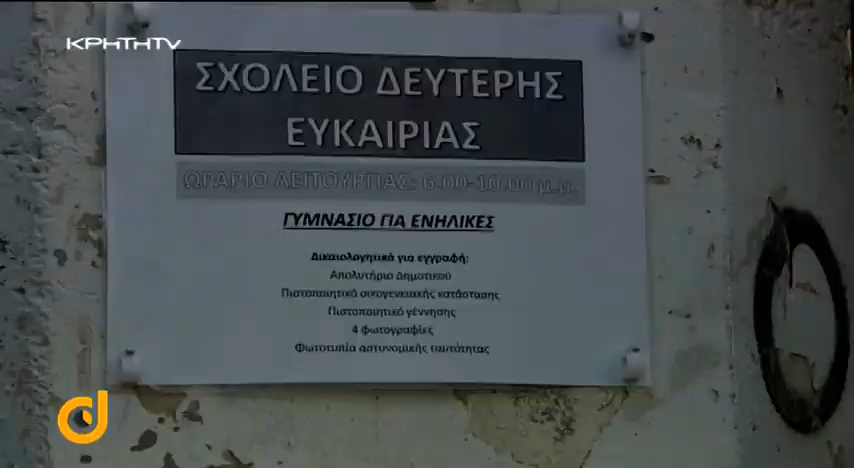 ΚΡΗΤΗTV
ΣΧΟΛΕΙΟ ΔΕΥΤΕΡΗΣ
ΕΥΚΑΙΡΙΑΣ
ΩΡΑΡΙΟ ΛΕΙΤΟΥΡΓΙΑΣ: 6.00-10.00 μ.μ.
ΓΥΜΝΑΣΙΟ ΓΙΑ ΕΝΗΛΙΚΕΣ
Δικαιολογητικά για εγγραφή:
Απολυτήριο Δημοτικού
Πιστοποιητικό οικογενειακής κατάστασης
Πιστοποιητικό γέννησης
4 φωτογραφίες
Φωτοτυπία αστυνομικής ταυτότητας